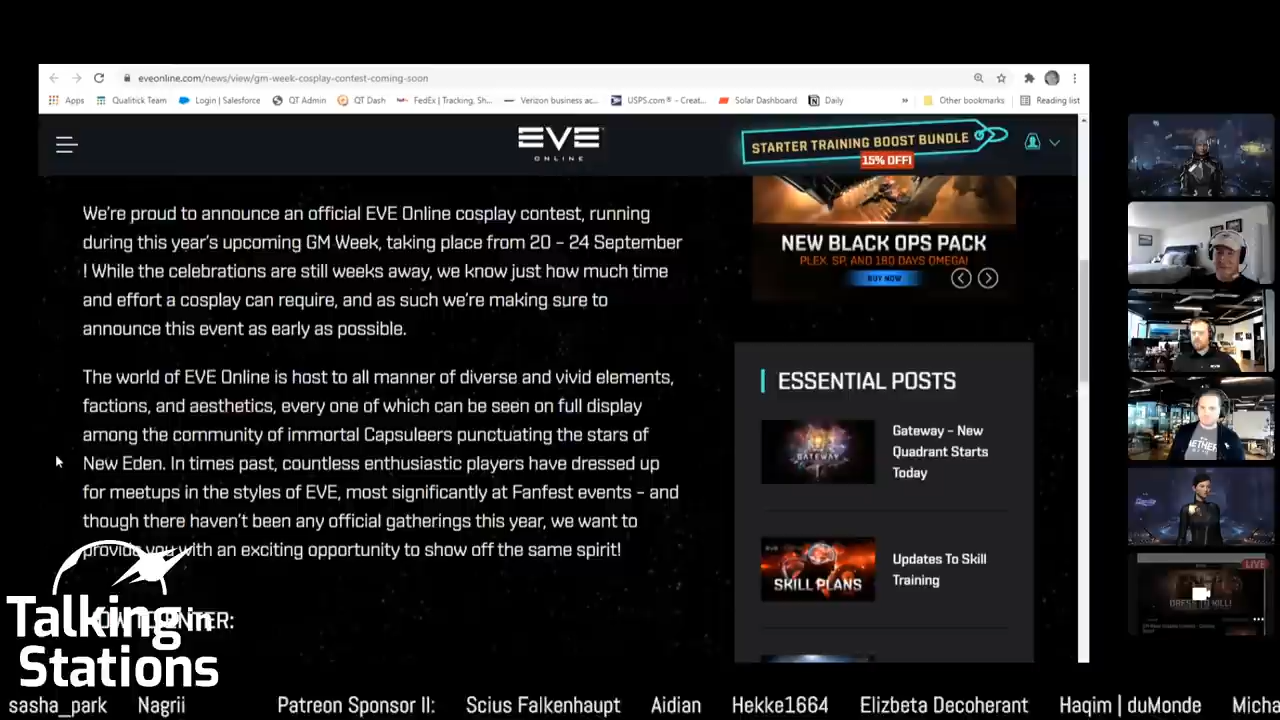 eveonline.com/news/view/gm-week-cosplay-contest-coming-soon
Apps Qualitick Team Login | Salesforce QT Admin QT Dash FedEx | Tracking, Sh... Verizon business ac... USPS.com® - Creat... Solar Dashboard Daily » Other bookmarks Reading list
EVE
ONLINE
STARTER TRAINING BOOST BUNDLE
15% OFF!
We're proud to announce an official EVE Online cosplay contest, running
during this year's upcoming GM Week, taking place from 20 – 24 September
! While the celebrations are still weeks away, we know just how much time
and effort a cosplay can require, and as such we're making sure to
announce this event as early as possible.
The world of EVE Online is host to all manner of diverse and vivid elements,
factions, and aesthetics, every one of which can be seen on full display
among the community of immortal Capsuleers punctuating the stars of
New Eden. In times past, countless enthusiastic players have dressed up
for meetups in the styles of EVE, most significantly at Fanfest events – and
though there haven't been any official gatherings this year, we want to
provide you with an exciting opportunity to show off the same spirit!
HOW TO ENTER:
NEW BLACK OPS PACK
PLEX, SP, AND 180 DAYS OMEGA!
BUY NOW
ESSENTIAL POSTS
GATEWAY
Gateway – New
Quadrant Starts
Today
SKILL PLANS
Updates To Skill
Training
LIVE
DRESS TO KILL!
Talking in
Stations
sasha_park Nagrii Patreon Sponsor II: Scius Falkenhaupt Aidian Hekke1664 Elizbeta Decoherant Haqim | duMonde Micha